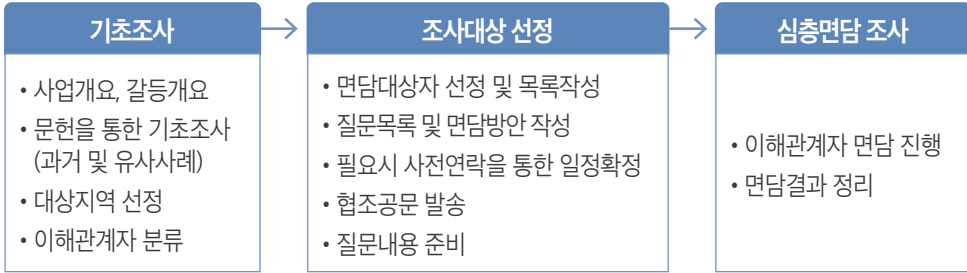 기초조사
• 사업개요, 갈등개요
• 문헌을 통한 기초조사
(과거 및 유사사례)
• 대상지역 선정
• 이해관계자 분류
조사대상 선정
• 면담대상자 선정 및 목록작성
• 질문목록 및 면담방안 작성
• 필요시 사전연락을 통한 일정확정
• 협조공문 발송
• 질문내용 준비
심층면담 조사
• 이해관계자 면담 진행
• 면담결과 정리